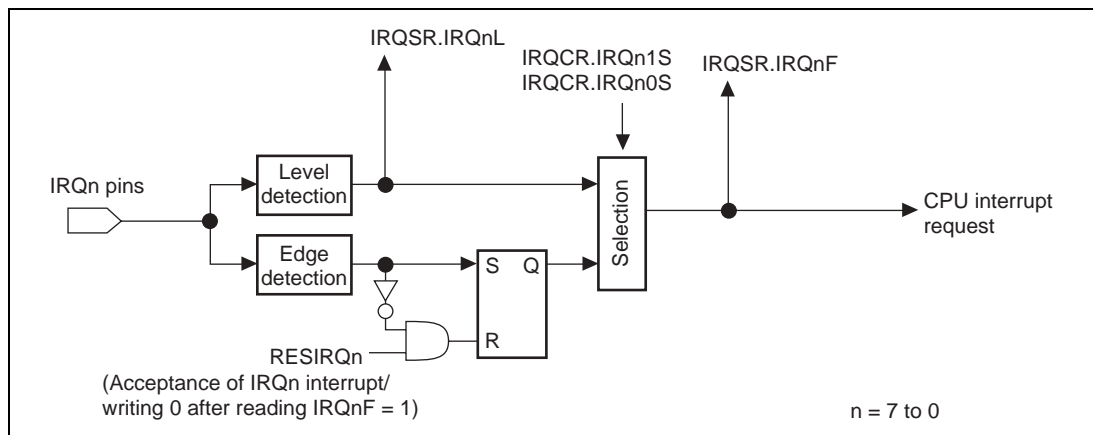 IRQSR.IRQnL
IRQCR.IRQn1S
IRQCR.IRQn0S
IRQSR.IRQnF
IRQn pins
Level
detection
Edge
detection
S Q
R
Selection
CPU interrupt
request
RESIRQn
(Acceptance of IRQn interrupt/
writing 0 after reading IRQnF = 1)
n = 7 to 0